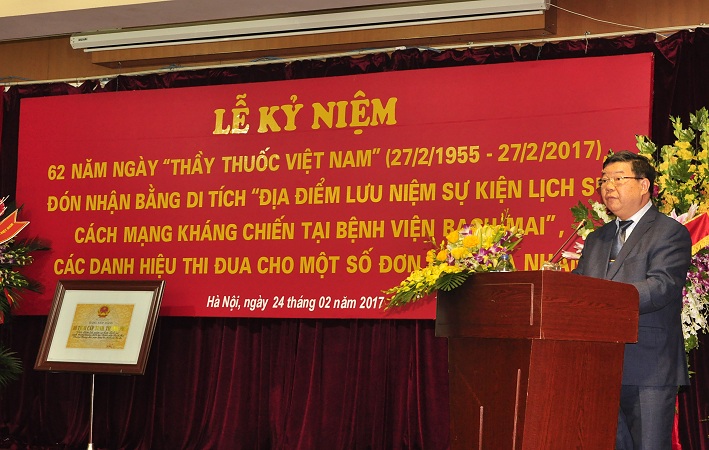 LỄ KỶ NIỆM
62 NĂM NGÀY “THẦY THUỐC VIỆT NAM” (27/2/1955 - 27/2/2017),
ĐÓN NHẬN BẰNG DI TÍCH “ĐỊA ĐIỂM LƯU NIỆM SỰ KIỆN LỊCH S
CÁCH MẠNG KHÁNG CHIẾN TẠI BỆNH VIỆN BẠCH MAI”,
CÁC DANH HIỆU THI ĐUA CHO MỘT SỐ ĐƠN NH
Hà Nội, ngày 24 tháng 02 năm 2017